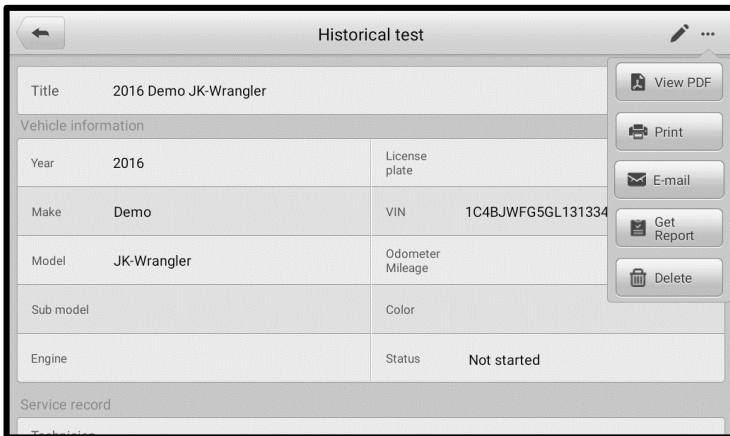 Historical test
Title 2016 Demo JK-Wrangler
View PDF
Vehicle information
Print
Year 2016 License
plate
E-mail
Make Demo VIN 1C4BJWFG5GL131334
Get
Report
Model JK-Wrangler Odometer
Mileage
Delete
Sub model Color
Engine Status Not started
Service record
Technician